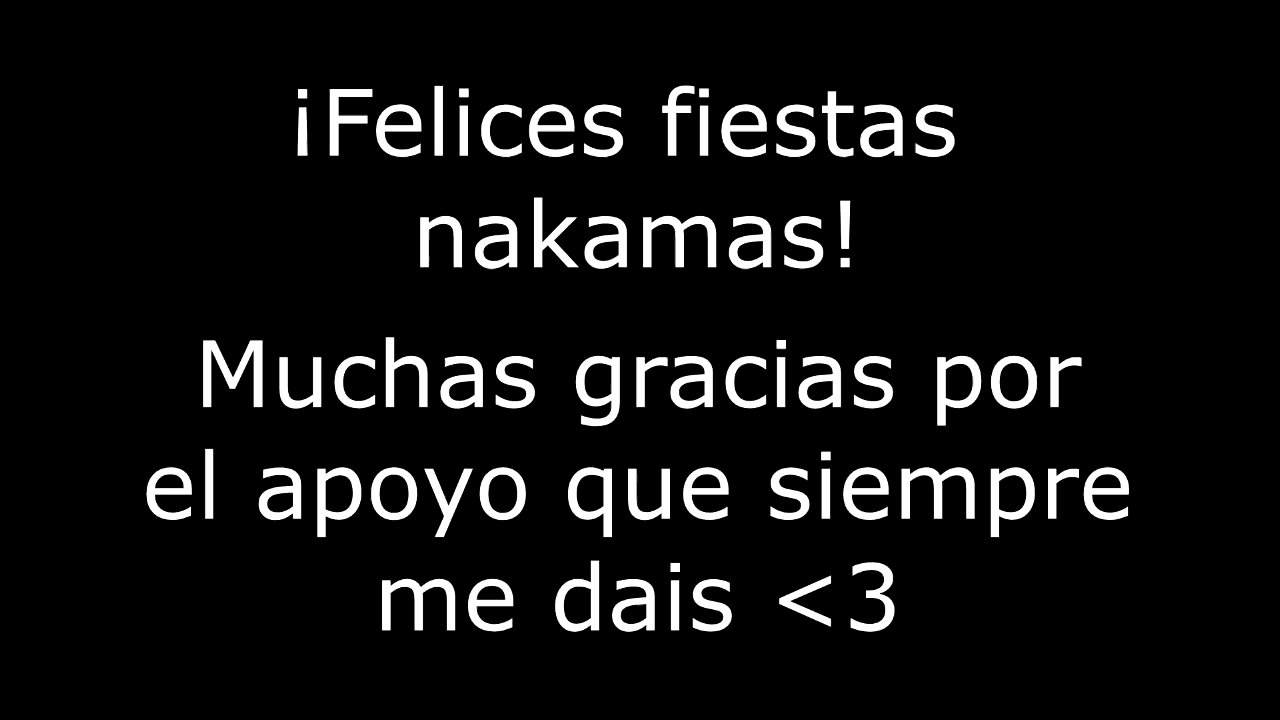 ¡Felices fiestas
nakamas!
Muchas gracias por
el apoyo que siempre
me dais <3